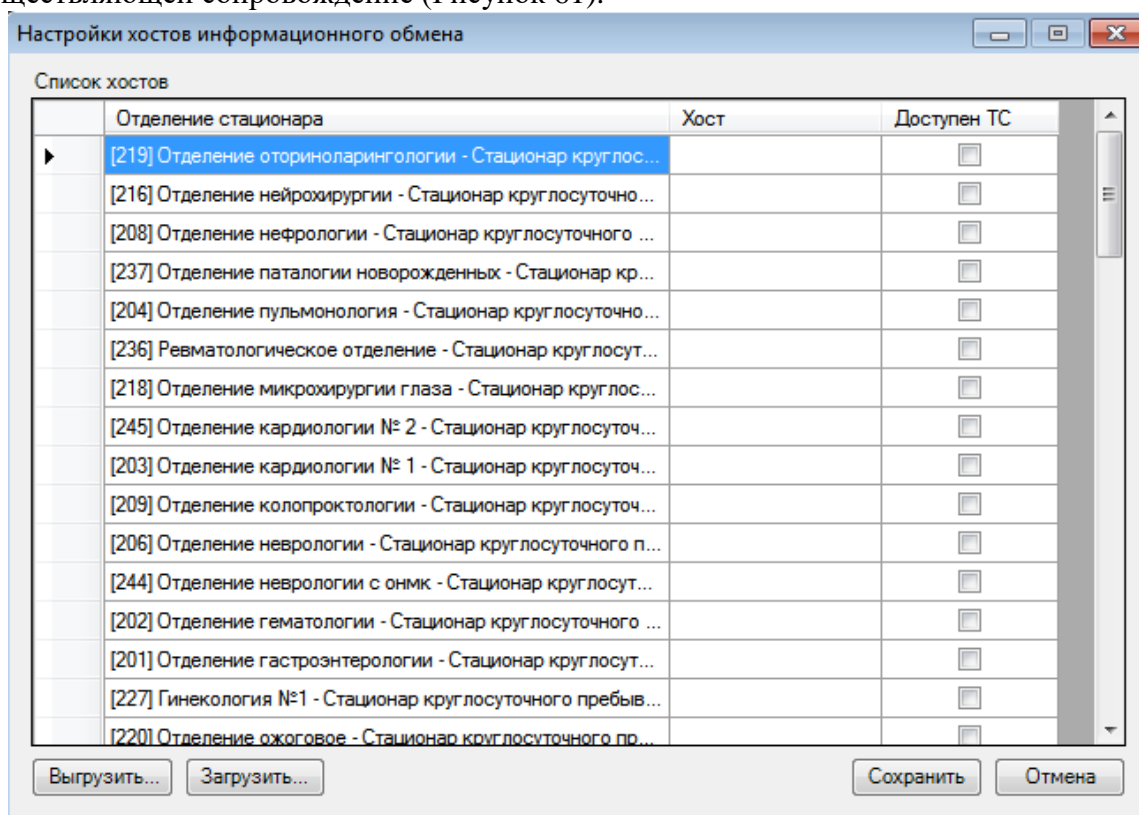 ществляющей сопровождение (Рисунок 61).
Настройки хостов информационного обмена
Список хостов
Отделение стационара Хост Доступен ТС
[219] Отделение оториноларингологии - Стационар круглос...
[216] Отделение нейрохирургии - Стационар круглосуточно...
[208] Отделение нефрологии - Стационар круглосуточного ...
[237] Отделение паталогии новорожденных - Стационар кр...
[204] Отделение пульмонология - Стационар круглосуточно...
[236] Ревматологическое отделение - Стационар круглосут...
[218] Отделение микрохирургии глаза - Стационар круглос...
[245] Отделение кардиологии № 2 - Стационар круглосуточ...
[203] Отделение кардиологии № 1 - Стационар круглосуточ...
[209] Отделение колопроктологии - Стационар круглосуточ...
[206] Отделение неврологии - Стационар круглосуточного п...
[244] Отделение неврологии с онмк - Стационар круглосут...
[202] Отделение гематологии - Стационар круглосуточного ...
[201] Отделение гастроэнтерологии - Стационар круглосут...
[227] Гинекология №1 - Стационар круглосуточного пребыв...
[220] Отделение ожоговое - Стационар круглосуточного пр...
Выгрузить... Загрузить... Сохранить Отмена